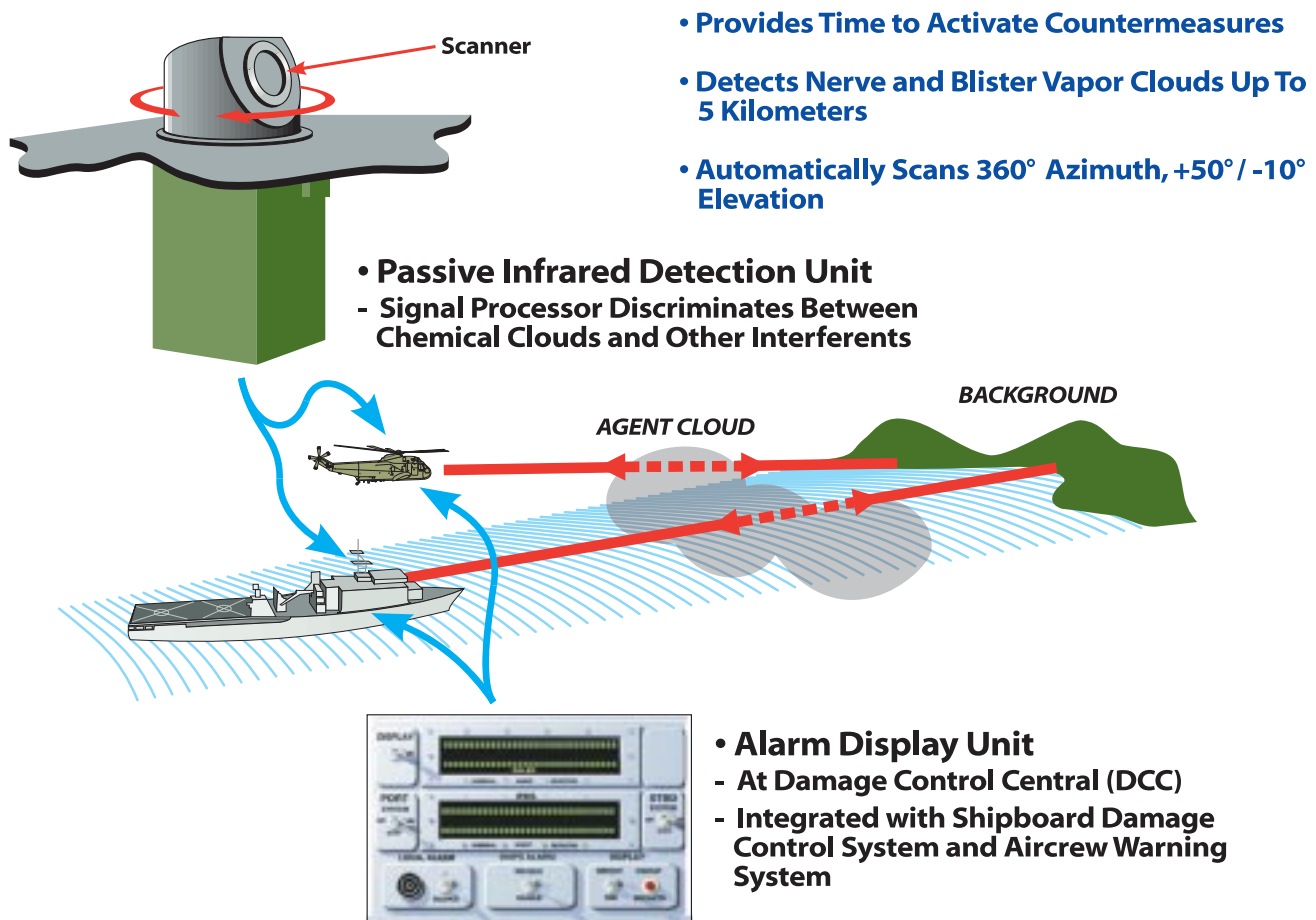 Scanner
• Provides Time to Activate Countermeasures
• Detects Nerve and Blister Vapor Clouds Up To
5 Kilometers
• Automatically Scans 360° Azimuth, +50° / -10°
Elevation
• Passive Infrared Detection Unit
- Signal Processor Discriminates Between
Chemical Clouds and Other Interferents
BACKGROUND
AGENT CLOUD
DISPLAY
PORT
STBD
LOCAL ALARM
DISPLAY
• Alarm Display Unit
- At Damage Control Central (DCC)
- Integrated with Shipboard Damage
Control System and Aircrew Warning
System